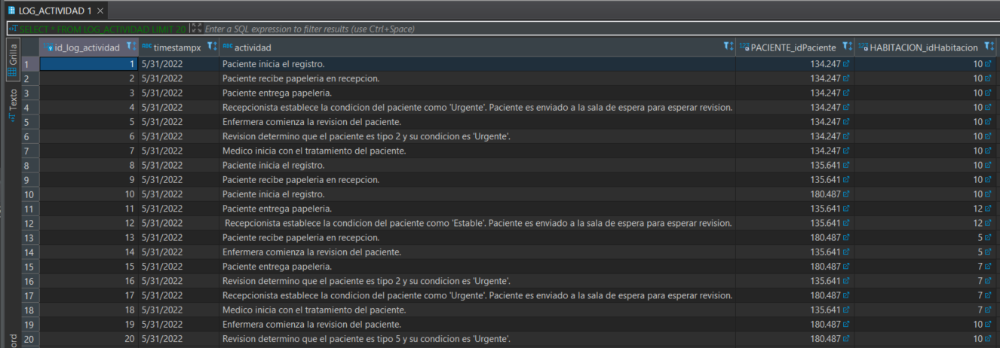 LOG_ACTIVIDAD 1
SELECT * FROM LOG_ACTIVIDAD LIMIT 20 Enter a SQL expression to filter results (use Ctrl+Space)
Grilla
Texto
ord
id_log_actividad ABC timestampx ABC actividad 123 PACIENTE_idPaciente 123 HABITACION_idHabitacion
1 1 5/31/2022 Paciente inicia el registro. 134.247 10
2 2 5/31/2022 Paciente recibe papeleria en recepcion. 134.247 10
3 3 5/31/2022 Paciente entrega papeleria. 134.247 10
4 4 5/31/2022 Recepcionista establece la condicion del paciente como 'Urgente'. Paciente es enviado a la sala de espera para esperar revision. 134.247 10
5 5 5/31/2022 Enfermera comienza la revision del paciente. 134.247 10
6 6 5/31/2022 Revision determino que el paciente es tipo 2 y su condicion es 'Urgente'. 134.247 10
7 7 5/31/2022 Medico inicia con el tratamiento del paciente. 134.247 10
8 8 5/31/2022 Paciente inicia el registro. 135.641 10
9 9 5/31/2022 Paciente recibe papeleria en recepcion. 135.641 10
10 10 5/31/2022 Paciente inicia el registro. 180.487 10
11 11 5/31/2022 Paciente entrega papeleria. 135.641 12
12 12 5/31/2022 Recepcionista establece la condicion del paciente como 'Estable'. Paciente es enviado a la sala de espera para esperar revision. 135.641 12
13 13 5/31/2022 Paciente recibe papeleria en recepcion. 180.487 5
14 14 5/31/2022 Enfermera comienza la revision del paciente. 135.641 5
15 15 5/31/2022 Paciente entrega papeleria. 180.487 7
16 16 5/31/2022 Revision determino que el paciente es tipo 2 y su condicion es 'Urgente'. 135.641 7
17 17 5/31/2022 Recepcionista establece la condicion del paciente como 'Urgente'. Paciente es enviado a la sala de espera para esperar revision. 180.487 7
18 18 5/31/2022 Medico inicia con el tratamiento del paciente. 135.641 7
19 19 5/31/2022 Enfermera comienza la revision del paciente. 180.487 10
20 20 5/31/2022 Revision determino que el paciente es tipo 5 y su condicion es 'Urgente'. 180.487 10